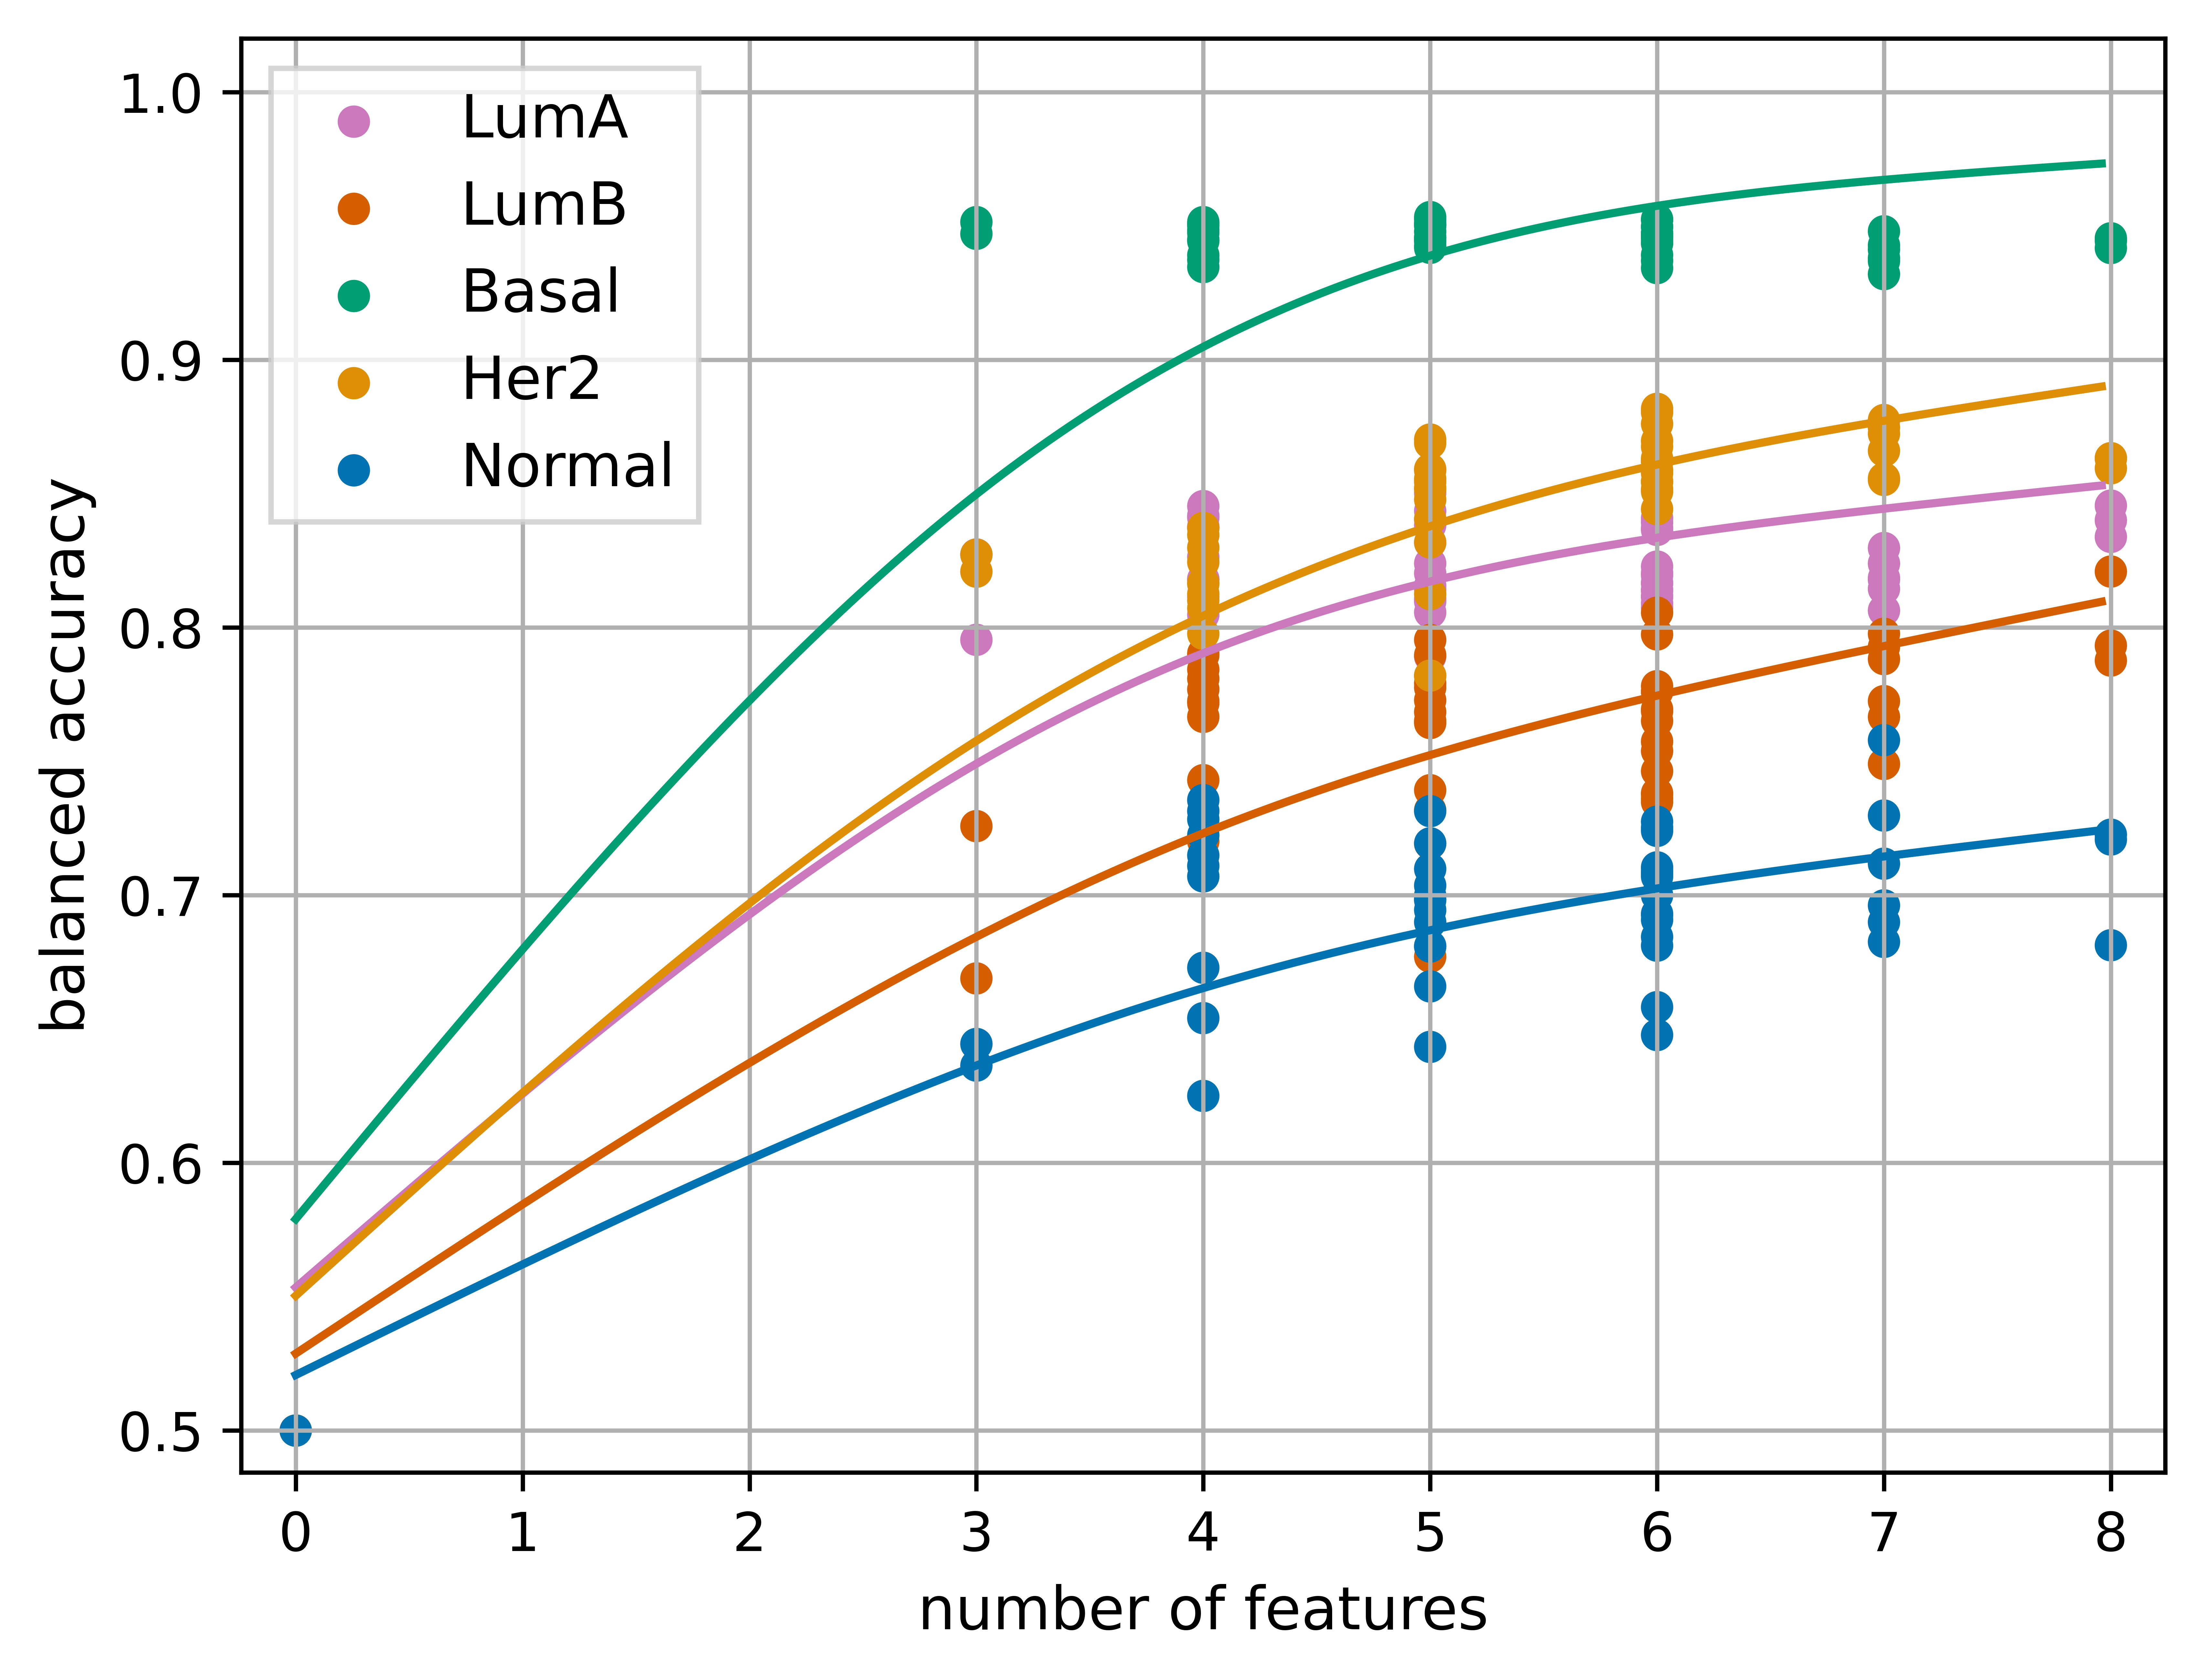 1.0
0.9
0.8
0.7
0.6
0.5
balanced accuracy
LumA
LumB
Basal
Her2
Normal
0 1 2 3 4 5 6 7 8
number of features